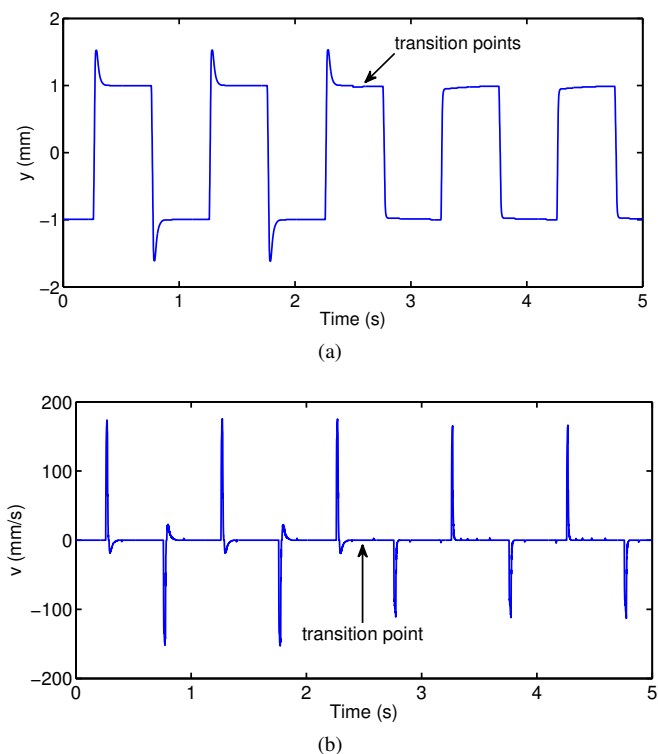 2
transition points
1
y (mm)
0
−1
−2
0 1 2 3 4 5
Time (s)
(a)
200
100
v (mm/s)
0
−100
transition point
−200
0 1 2 3 4 5
Time (s)
(b)